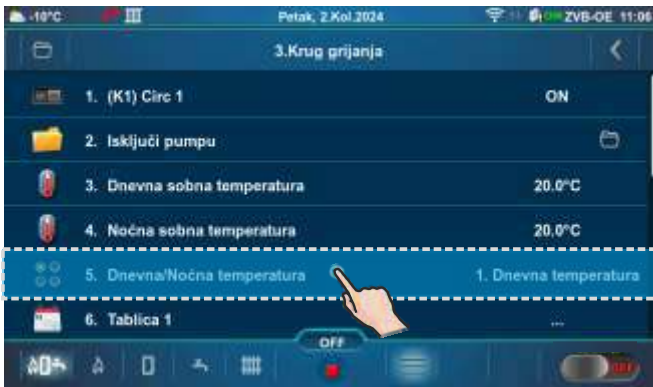 -10°C Petak, 2.Kol.2024 ZVB-OE 11:06
3.Krug grijanja
1. (K1) Circ 1 ON
2. Isključi pumpu
3. Dnevna sobna temperatura 20.0°C
4. Noćna sobna temperatura 20.0°C
5. Dnevna/Noćna temperatura 1. Dnevna temperatura
6. Tablica 1 ...
OFF
OFF